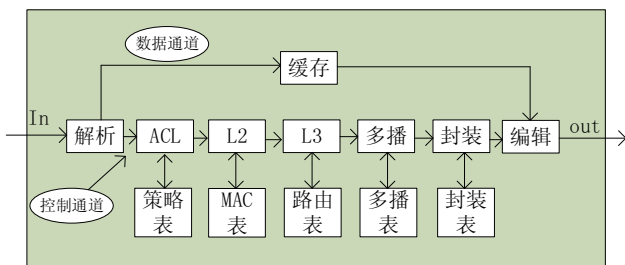 数据通道
缓存
In
解析
ACL
L2
L3
多播
封装
编辑
out
控制通道
策略
表
MAC
表
路由
表
多播
表
封装
表